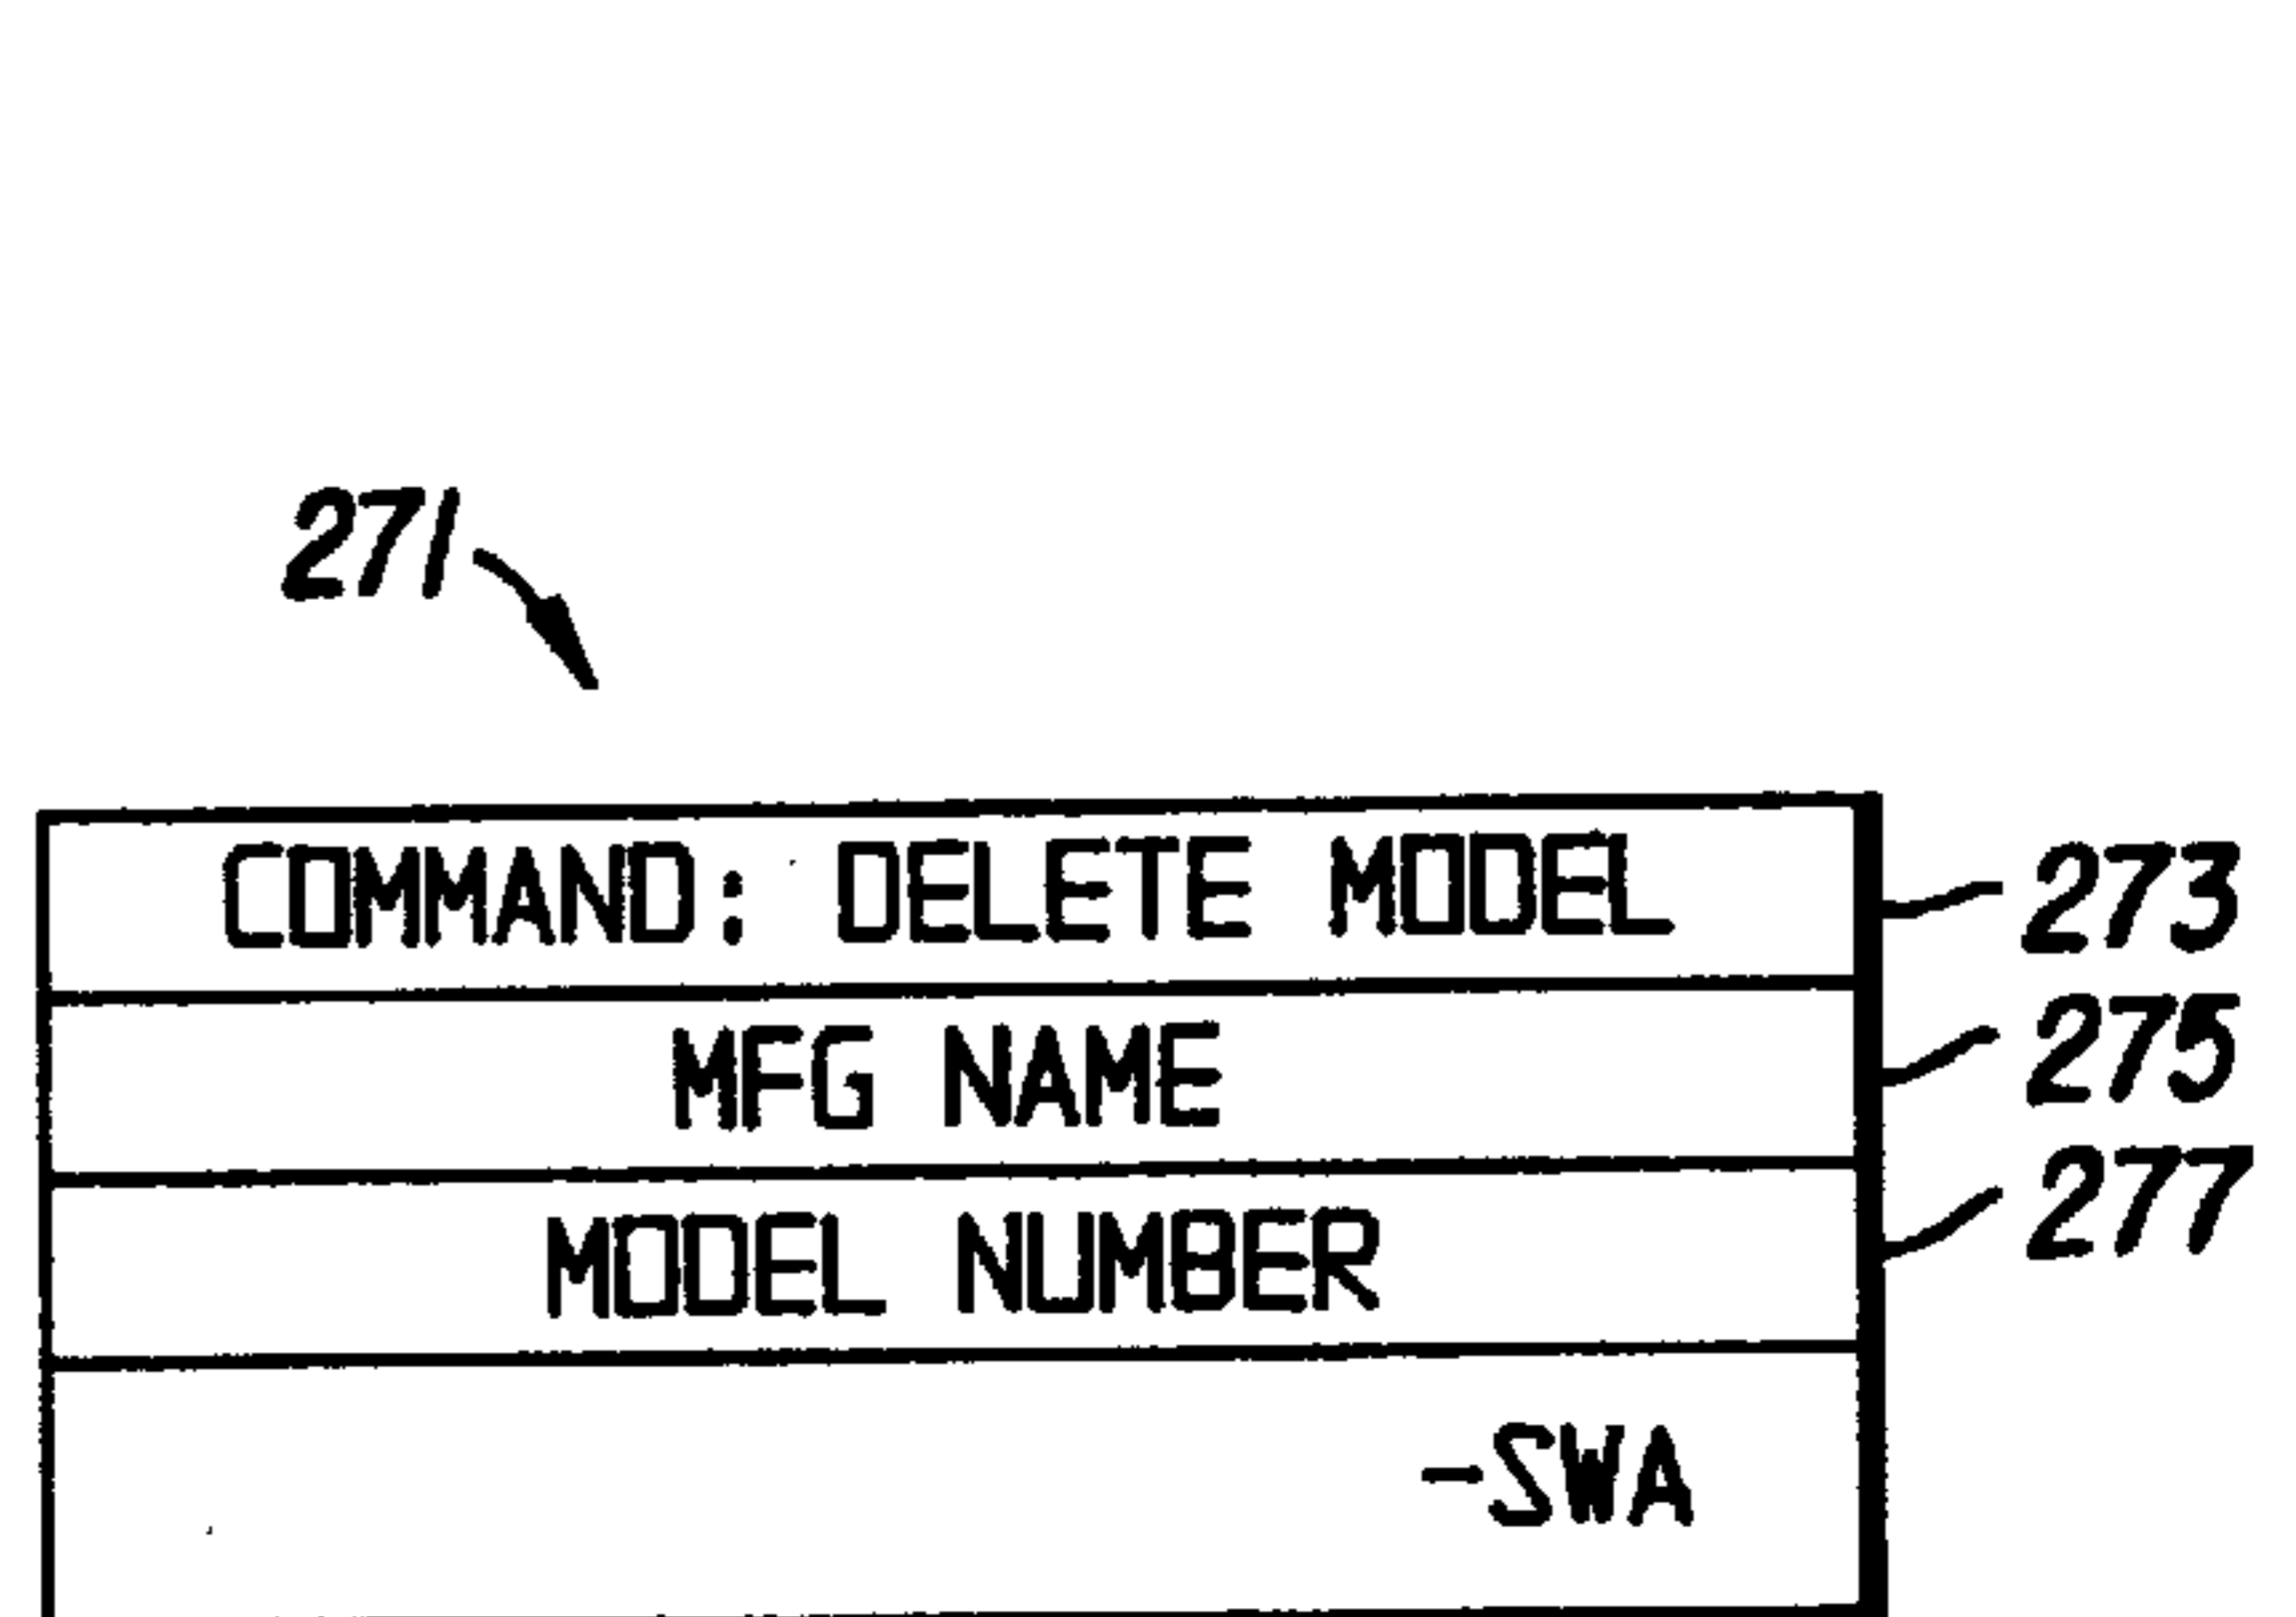 271
COMMAND: DELETE MODEL 273
MFG NAME 275
MODEL NUMBER 277
-SWA